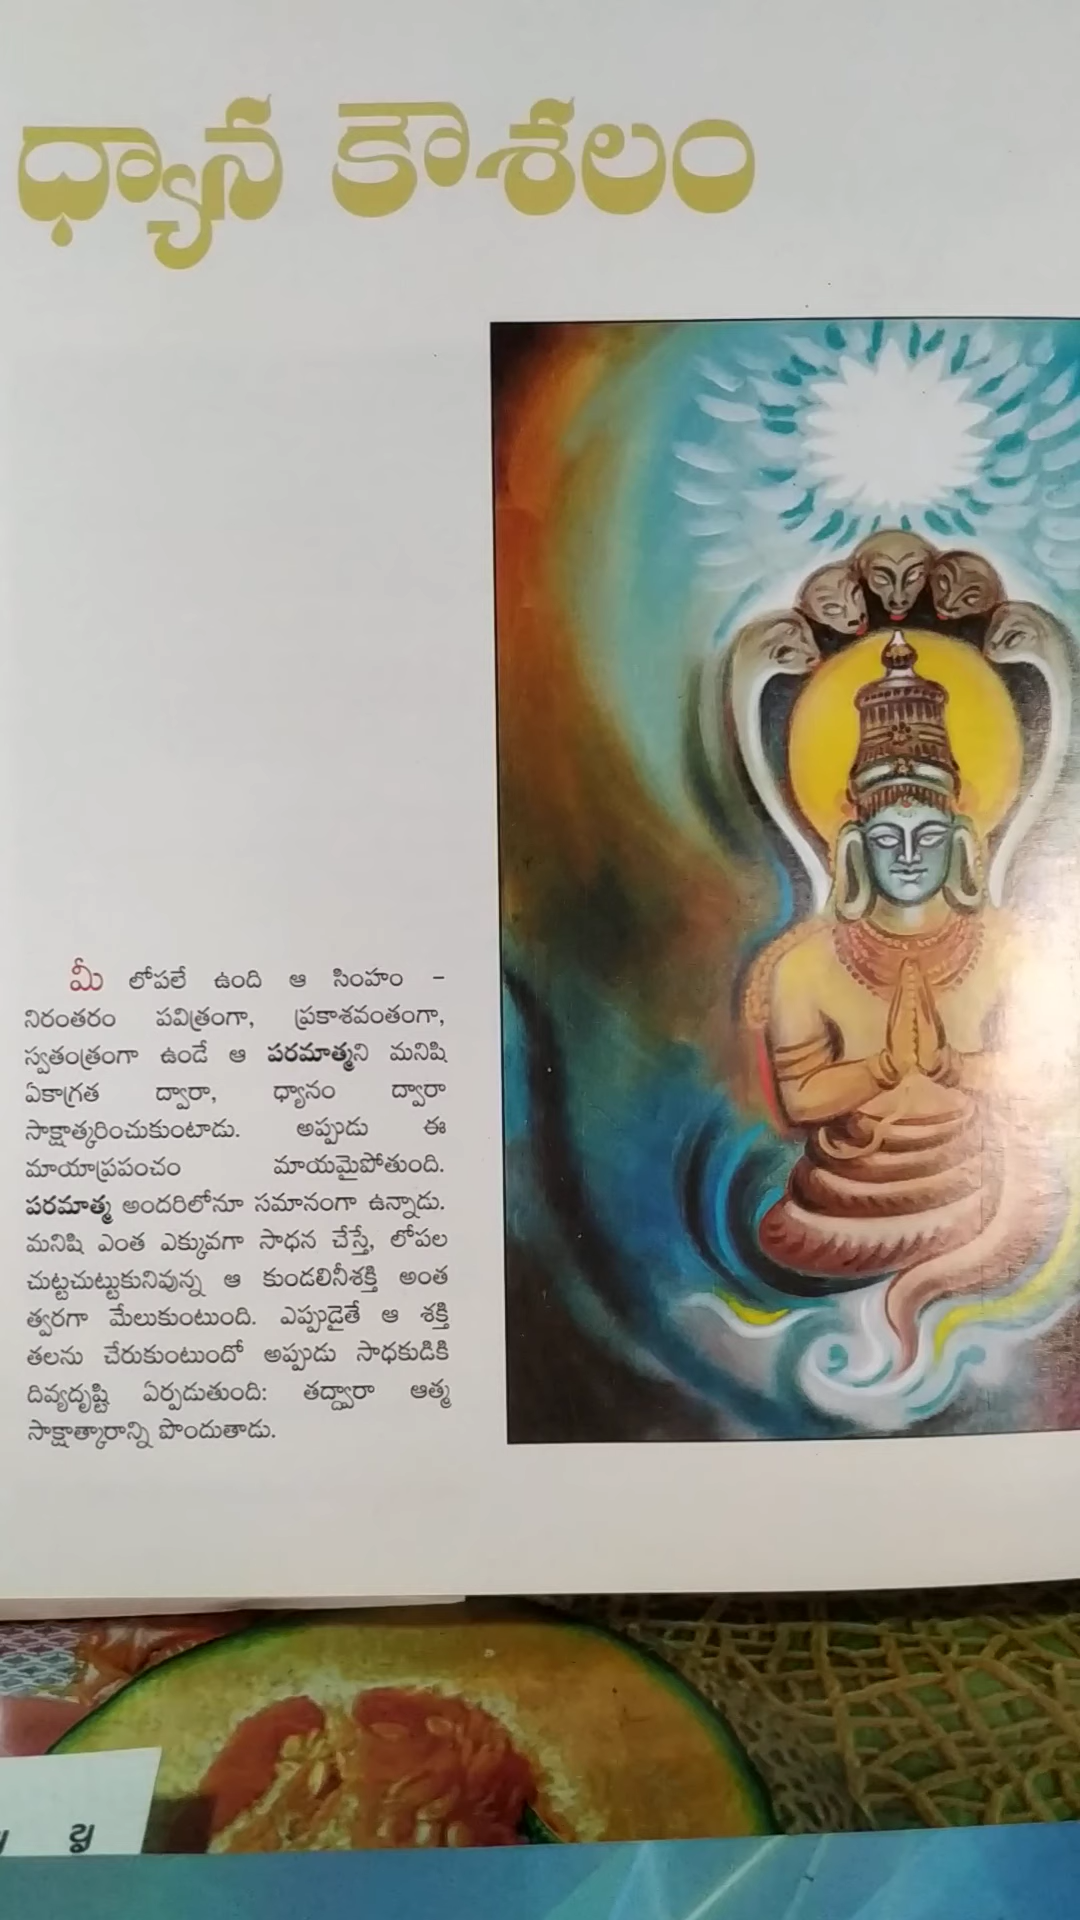 ధ్యాన కౌశలం
మీ లోపలే ఉంది ఆ సింహం –
నిరంతరం పవిత్రంగా, ప్రకాశవంతంగా,
స్వతంత్రంగా ఉండే ఆ పరమాత్మని మనిషి
ఏకాగ్రత ద్వారా, ధ్యానం ద్వారా
సాక్షాత్కరించుకుంటాడు. అప్పుడు ఈ
మాయాప్రపంచం మాయమైపోతుంది.
పరమాత్మ అందరిలోనూ సమానంగా ఉన్నాడు.
మనిషి ఎంత ఎక్కువగా సాధన చేస్తే, లోపల
చుట్టచుట్టుకునివున్న ఆ కుండలినీశక్తి అంత
త్వరగా మేలుకుంటుంది. ఎప్పుడైతే ఆ శక్తి
తలను చేరుకుంటుందో అప్పుడు సాధకుడికి
దివ్యదృష్టి ఏర్పడుతుంది: తద్ద్వారా ఆత్మ
సాక్షాత్కారాన్ని పొందుతాడు.